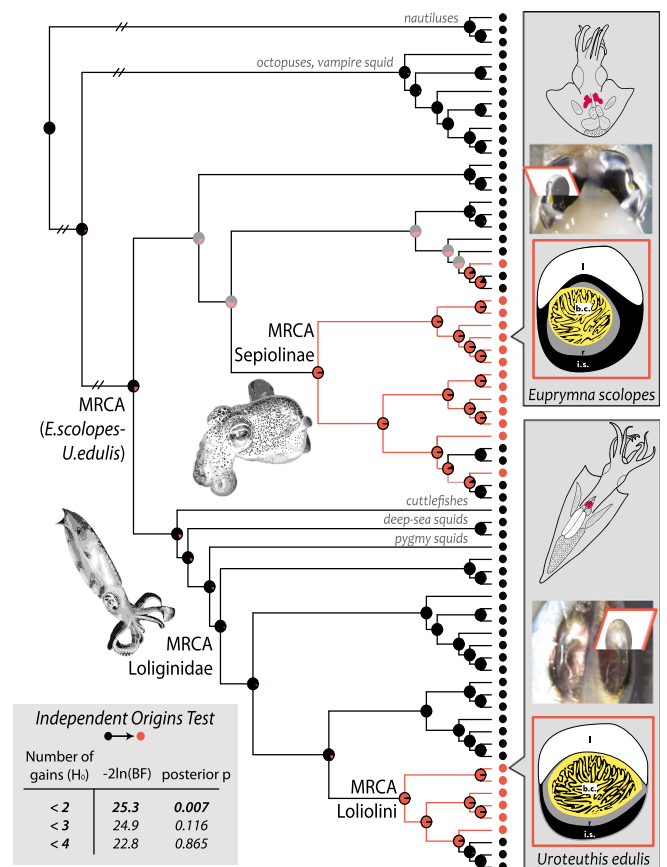 nautiluses
octopuses, vampire squid
l
b.c.
r
i.s.
Euprymna scolopes
MRCA
Sepiolinae
MRCA
(E.scolopes-
U.edulis)
cuttlefishes
deep-sea squids
pygmy squids
MRCA
Loliginidae
MRCA
Loliolini
l
b.c.
r
i.s.
Uroteuthis edulis
Independent Origins Test
Number of
gains (H₀) -2ln(BF) posterior p
< 2 25.3 0.007
< 3 24.9 0.116
< 4 22.8 0.865